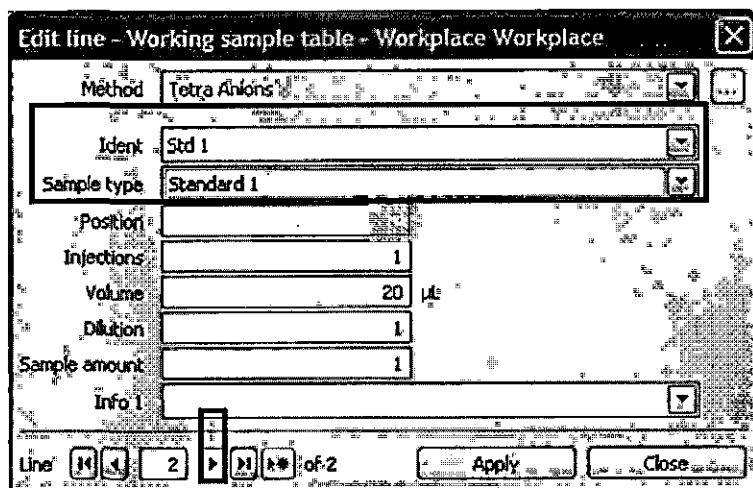 Edit line - Working sample table - Workplace Workplace
Method Tetra Anions
Ident Std 1
Sample type Standard 1
Position
Injections 1
Volume 20 µL
Dilution 1
Sample amount 1
Info 1
Line 2 of 2 Apply Close